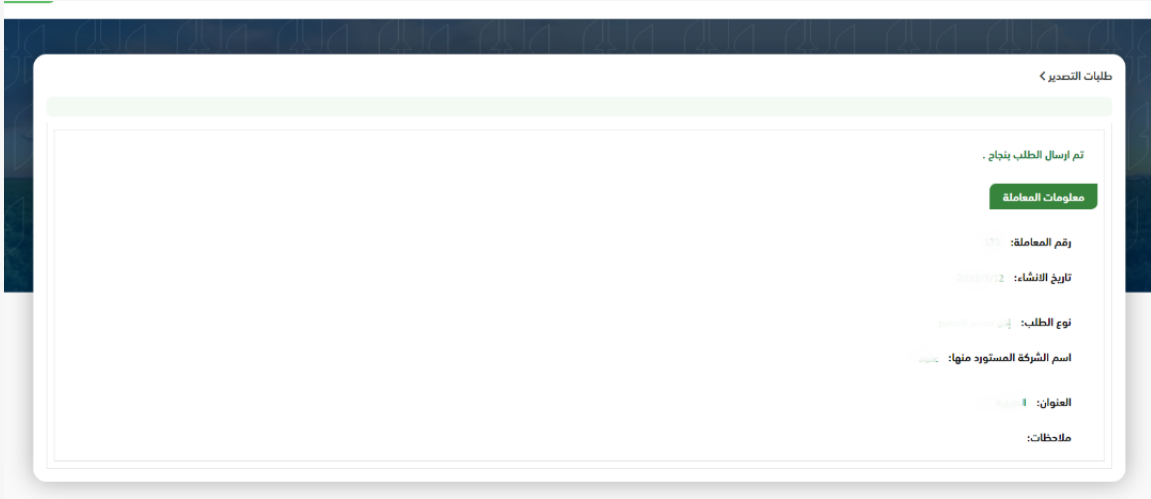 طلبات التصدير
تم ارسال الطلب بنجاح .
معلومات المعاملة
رقم المعاملة:
تاريخ الانشاء:
نوع الطلب:
اسم الشركة المستورد منها:
العنوان:
ملاحظات: